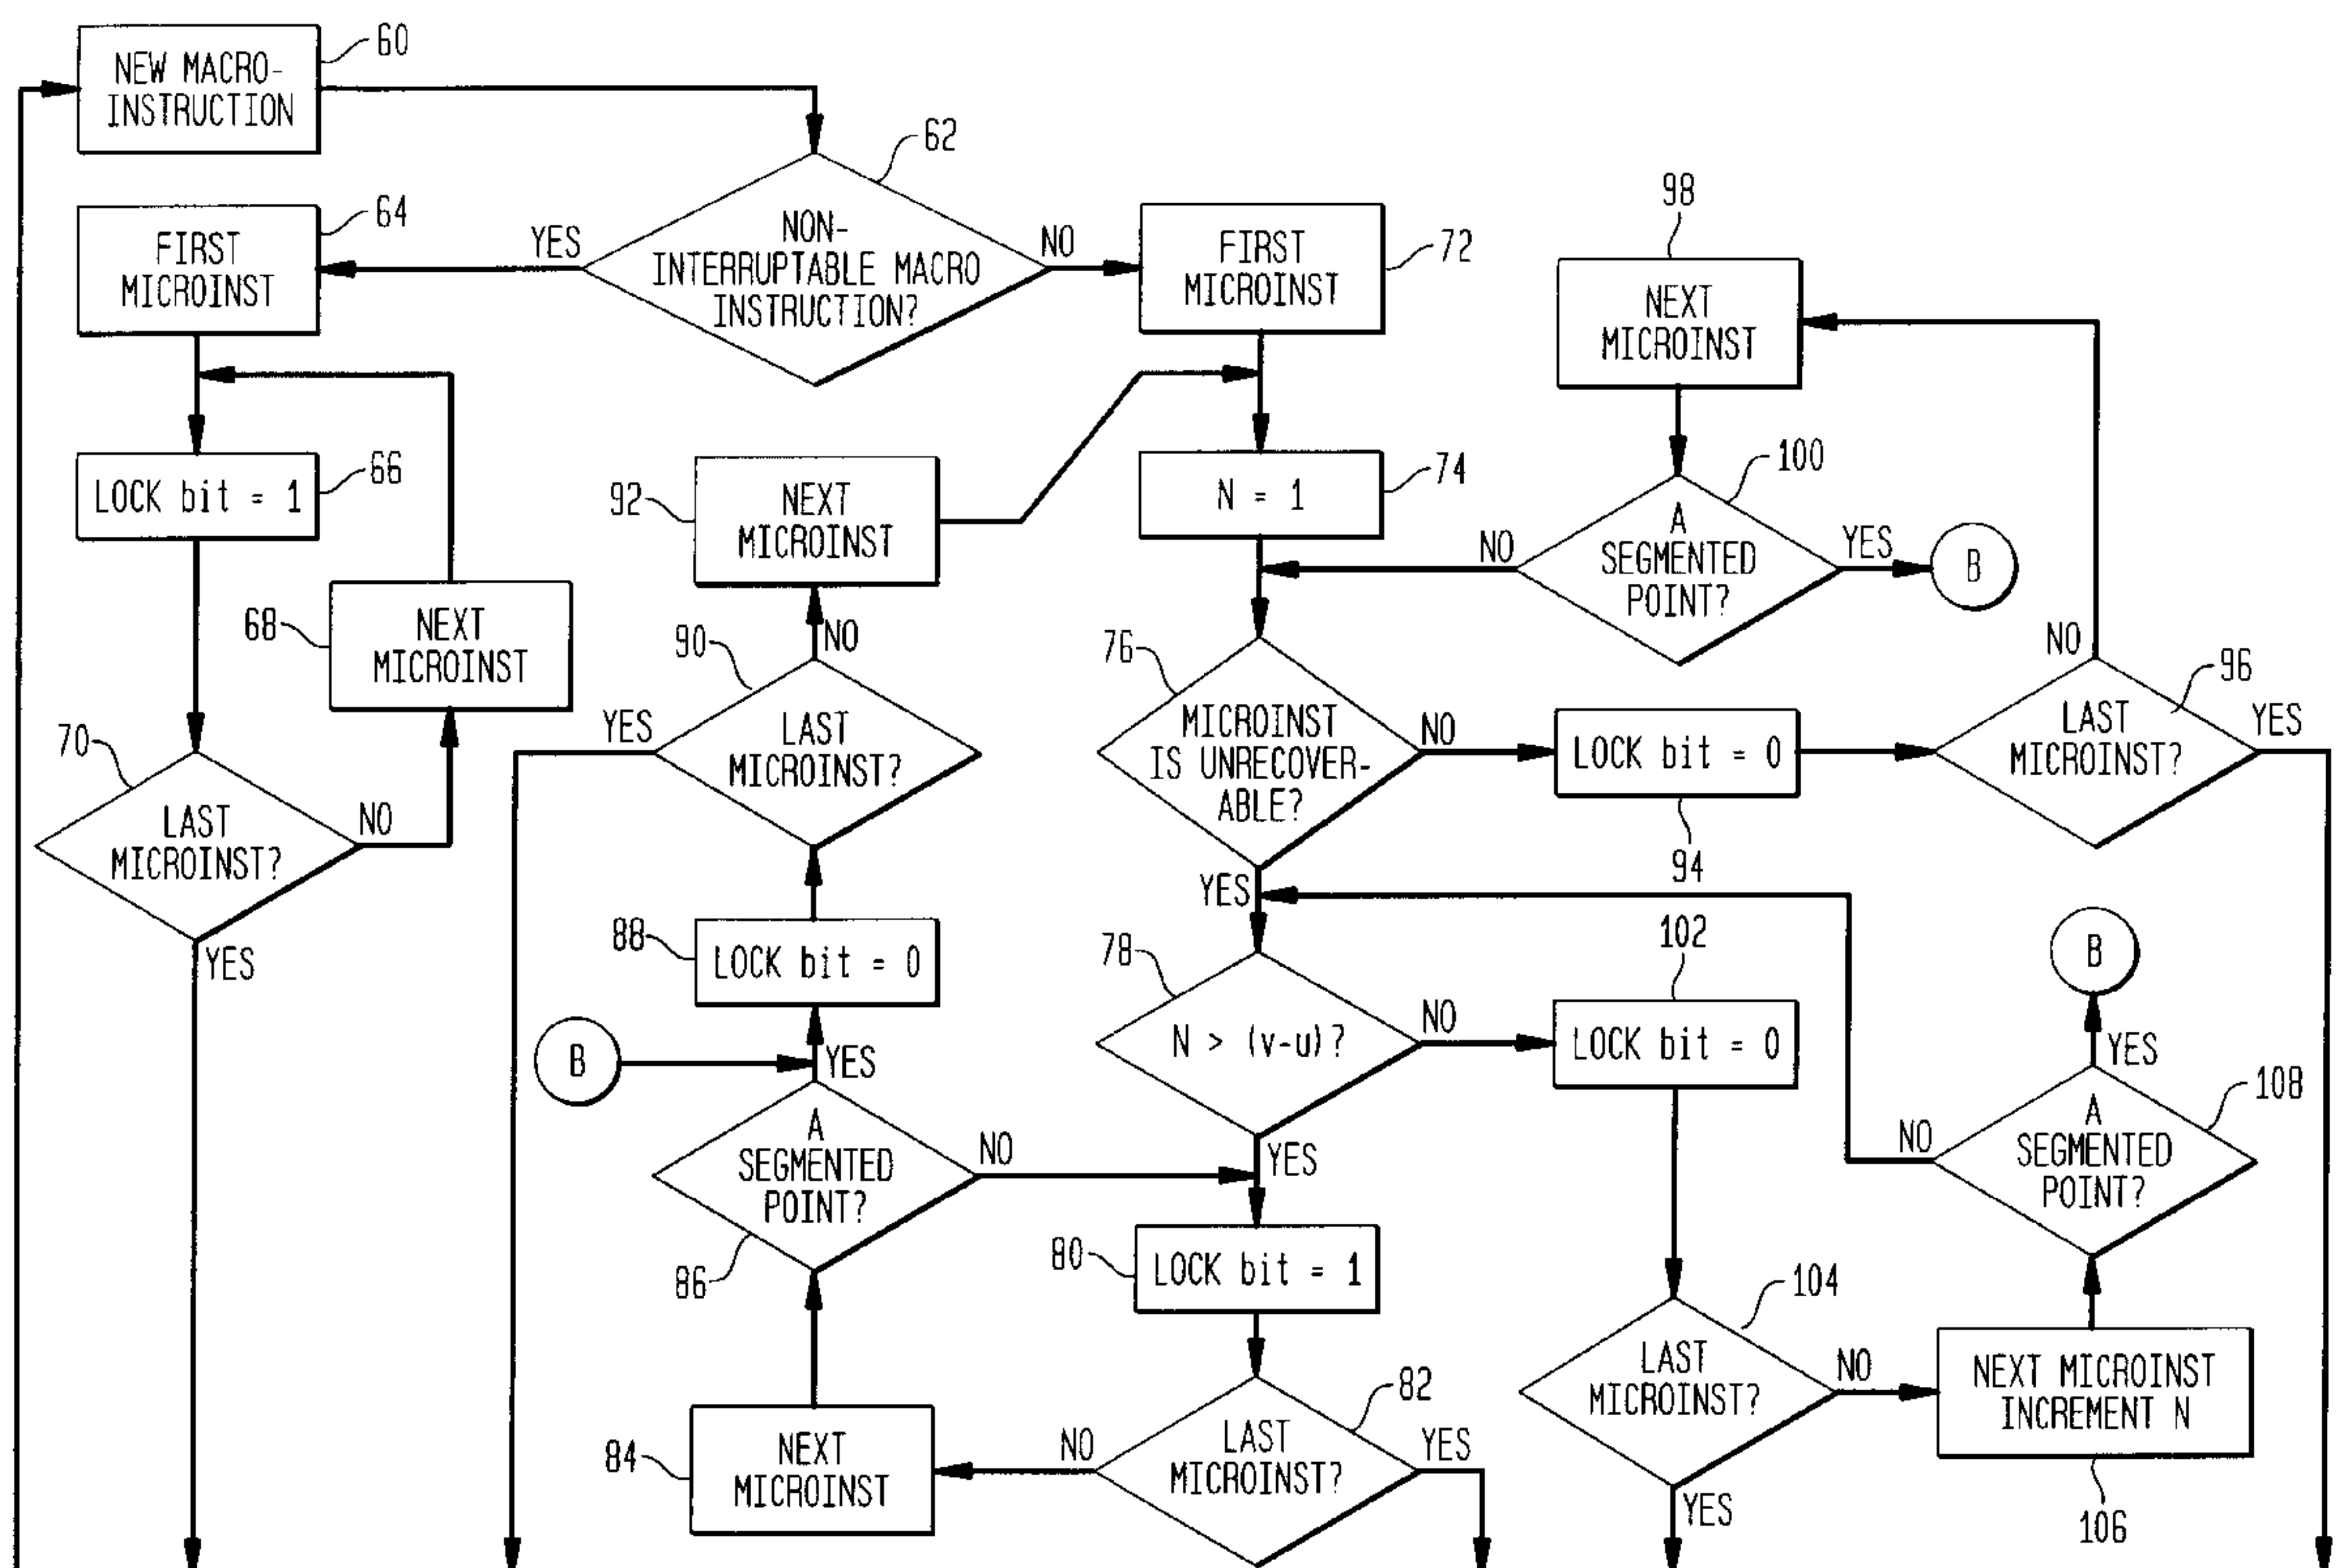 60
NEW MACRO-
INSTRUCTION
62
NON-
INTERRUPTABLE MACRO
INSTRUCTION?
YES
NO
64
FIRST
MICROINST
72
FIRST
MICROINST
98
NEXT
MICROINST
66
LOCK bit = 1
68
NEXT
MICROINST
70
LAST
MICROINST?
NO
YES
92
NEXT
MICROINST
NO
90
LAST
MICROINST?
YES
88
LOCK bit = 0
B
YES
A
SEGMENTED
POINT?
NO
86
84
NEXT
MICROINST
74
N = 1
100
A
SEGMENTED
POINT?
NO
YES
B
76
MICROINST
IS UNRECOVER-
ABLE?
NO
YES
LOCK bit = 0
94
NO
96
LAST
MICROINST?
YES
78
N > (v-u)?
NO
YES
102
LOCK bit = 0
B
YES
108
A
SEGMENTED
POINT?
NO
80
LOCK bit = 1
82
LAST
MICROINST?
NO
YES
104
LAST
MICROINST?
NO
YES
NEXT MICROINST
INCREMENT N
106